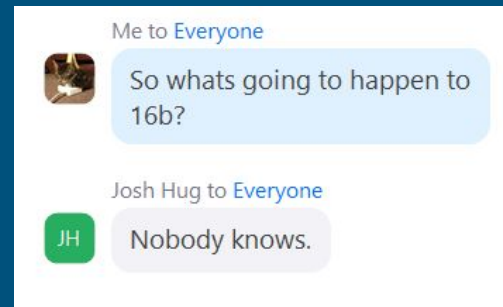 Me to Everyone
So whats going to happen to
16b?
Josh Hug to Everyone
JH
Nobody knows.